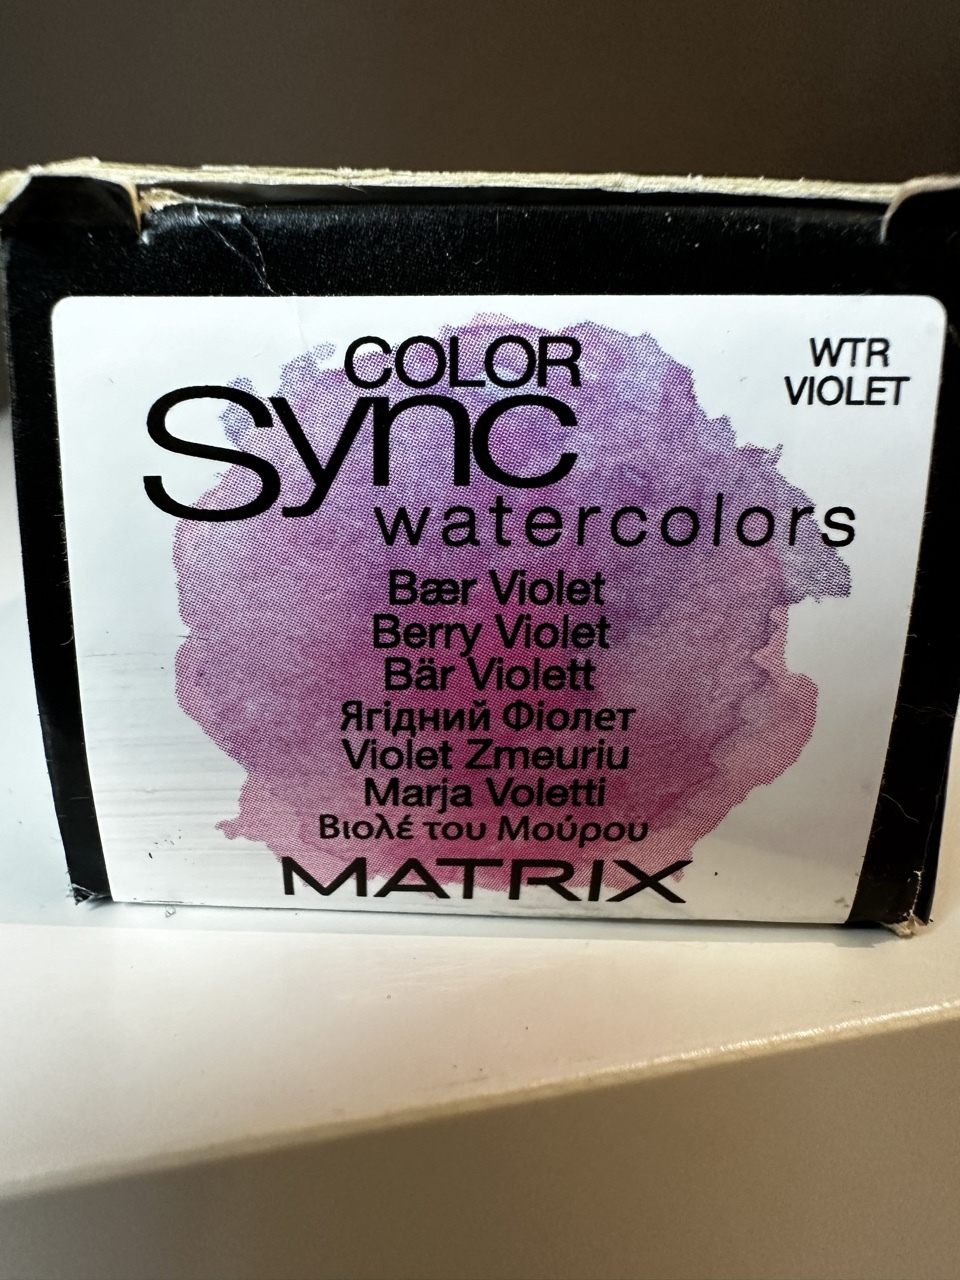 COLOR
Sync
watercolors
WTR
VIOLET
Bær Violet
Berry Violet
Bär Violett
Ягідний Фіолет
Violet Zmeuriu
Marja Voletti
Βιολέ του Μούρου
MATRIX